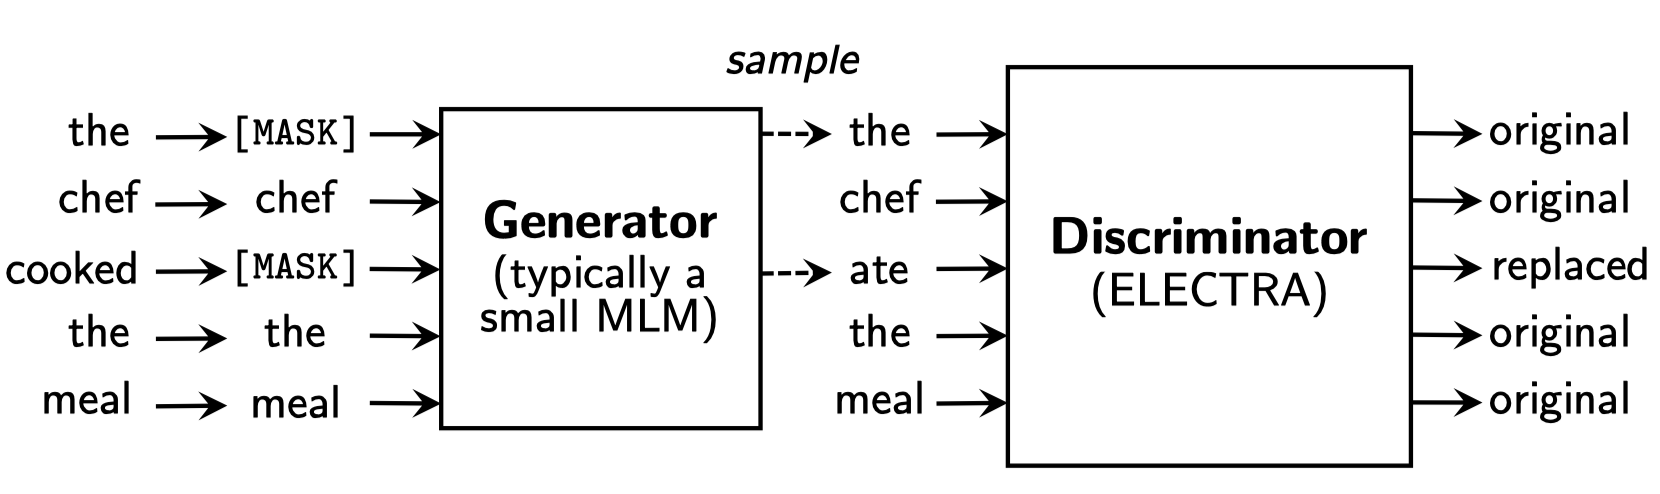 sample
the [MASK] the original
chef chef chef original
Generator
Discriminator
cooked [MASK] (typically a ate (ELECTRA) replaced
small MLM)
the the the original
meal meal meal original